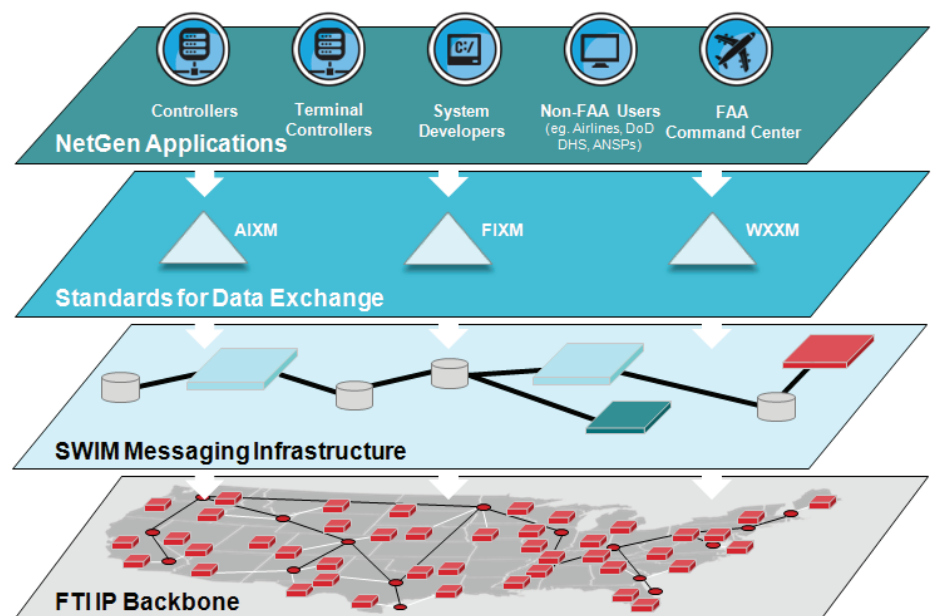 C:/
Controllers
Terminal
Controllers
System
Developers
Non-FAA Users
(eg. Airlines, DoD
DHS, ANSPs)
FAA
Command Center
NetGen Applications
AIXM
FIXM
WXXM
Standards for Data Exchange
SWIM Messaging Infrastructure
FTI IP Backbone